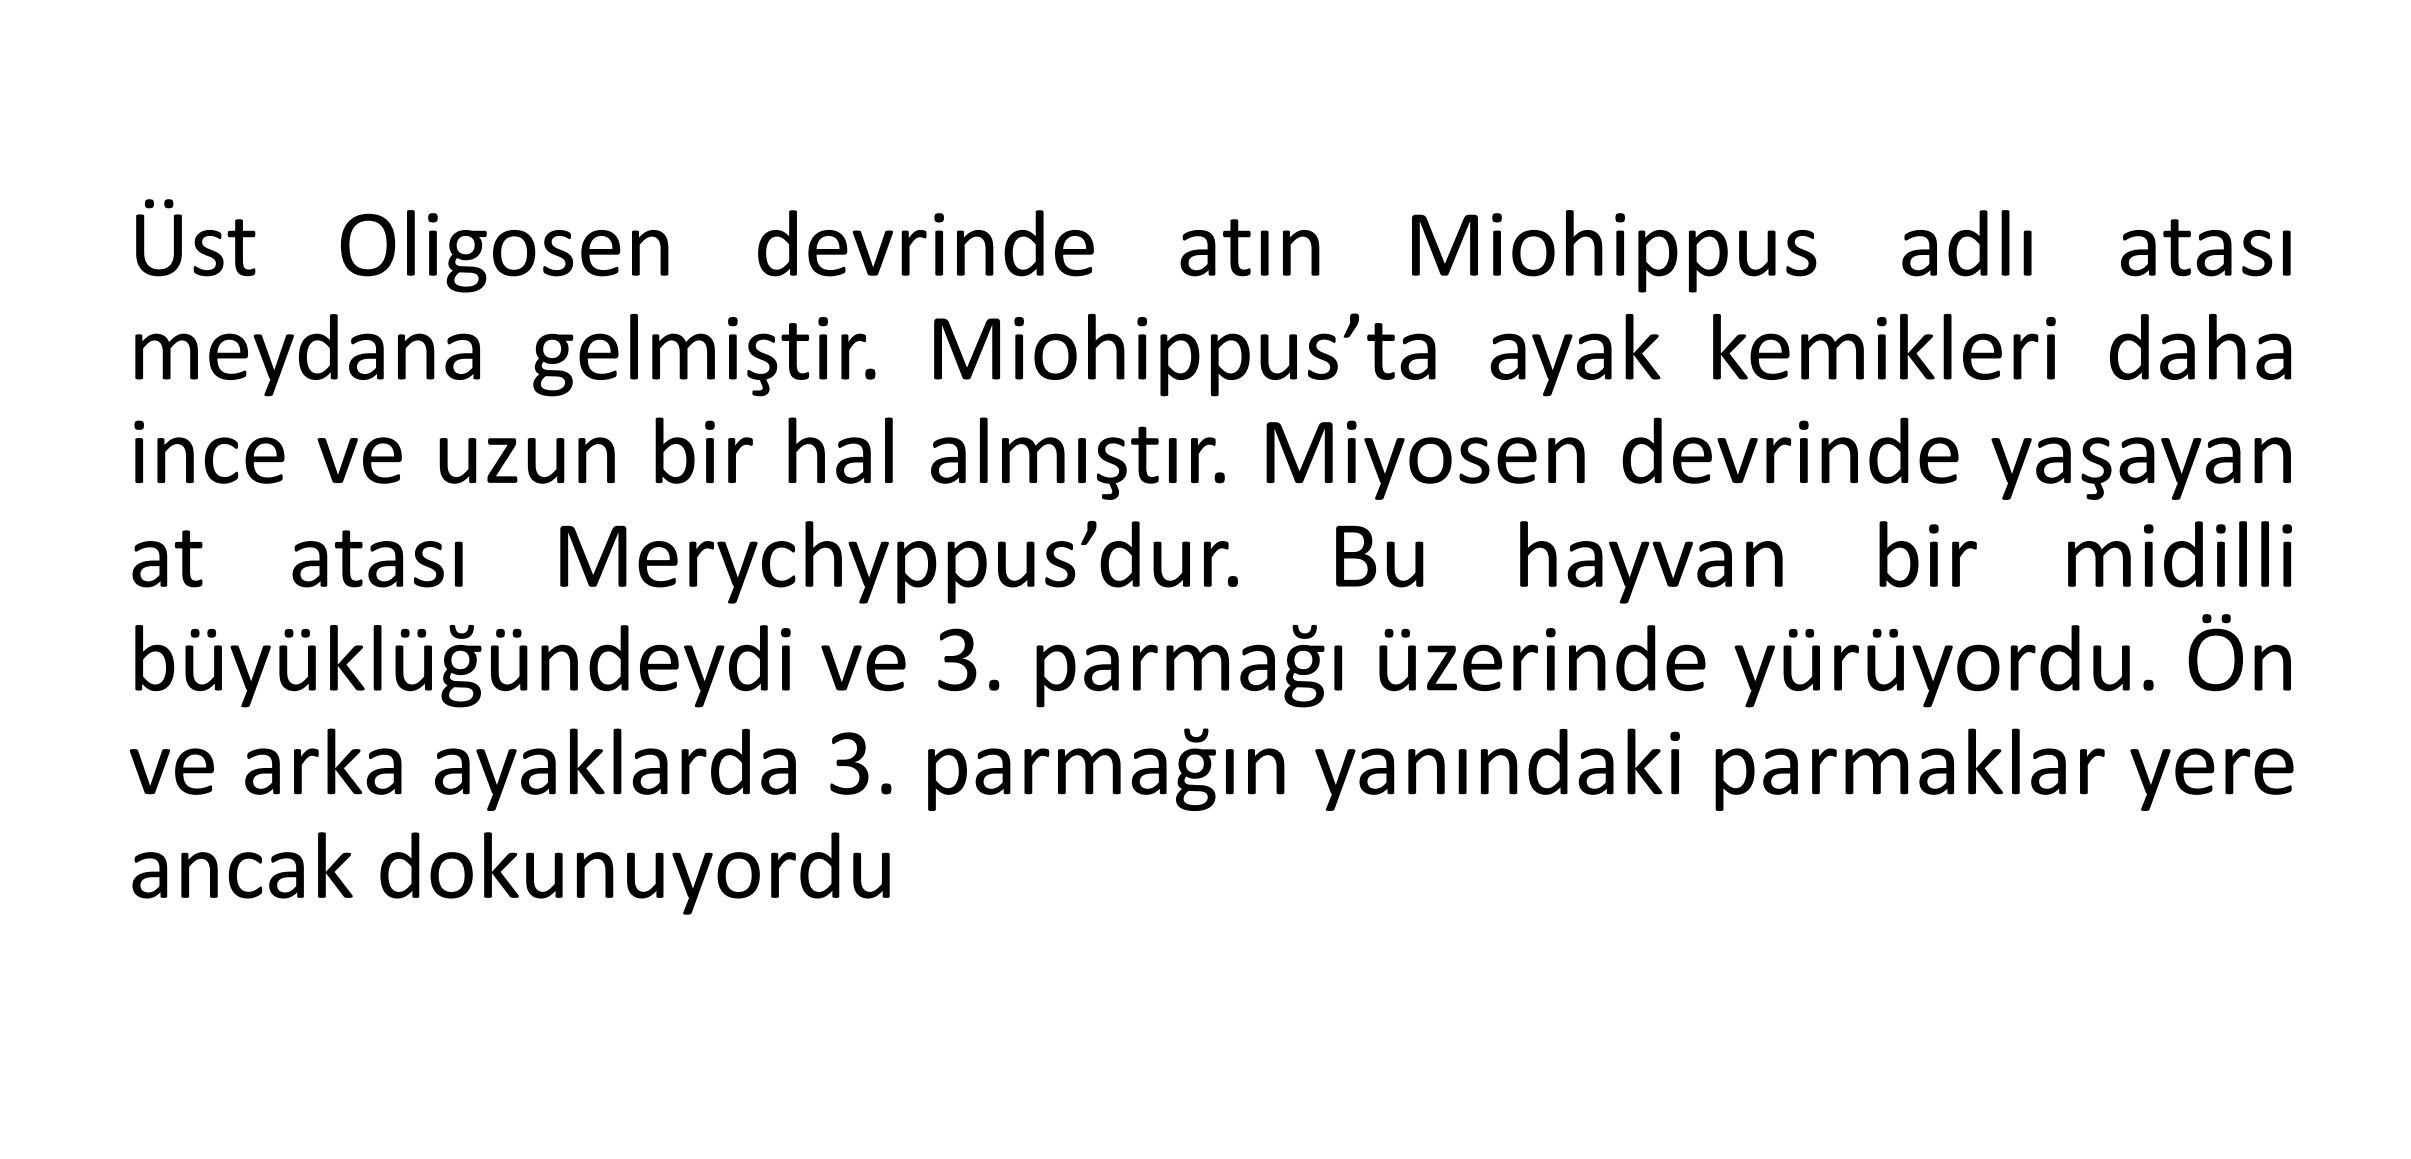 Üst Oligosen devrinde atın Miohippus adlı atası
meydana gelmiştir. Miohippus’ta ayak kemikleri daha
ince ve uzun bir hal almıştır. Miyosen devrinde yaşayan
at atası Merychyppus’dur. Bu hayvan bir midilli
büyüklüğündeydi ve 3. parmağı üzerinde yürüyordu. Ön
ve arka ayaklarda 3. parmağın yanındaki parmaklar yere
ancak dokunuyordu